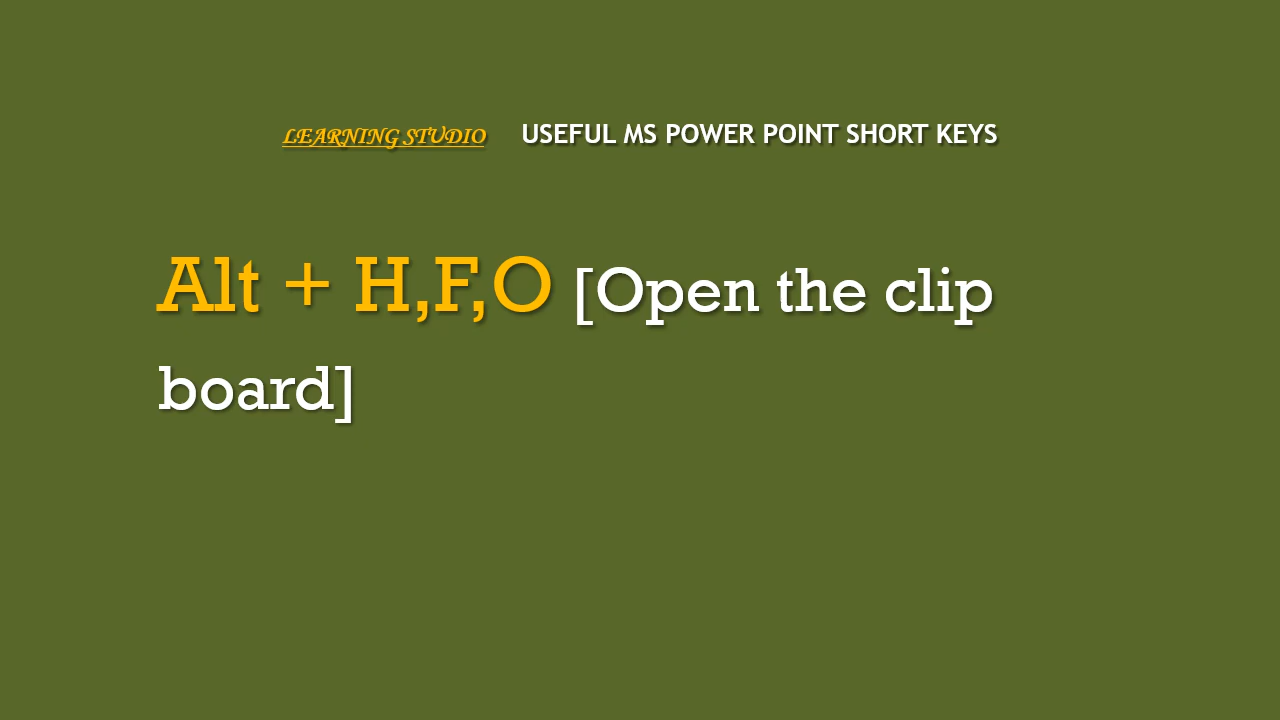 LEARNING STUDIO USEFUL MS POWER POINT SHORT KEYS
Alt + H,F,O [Open the clip
board]